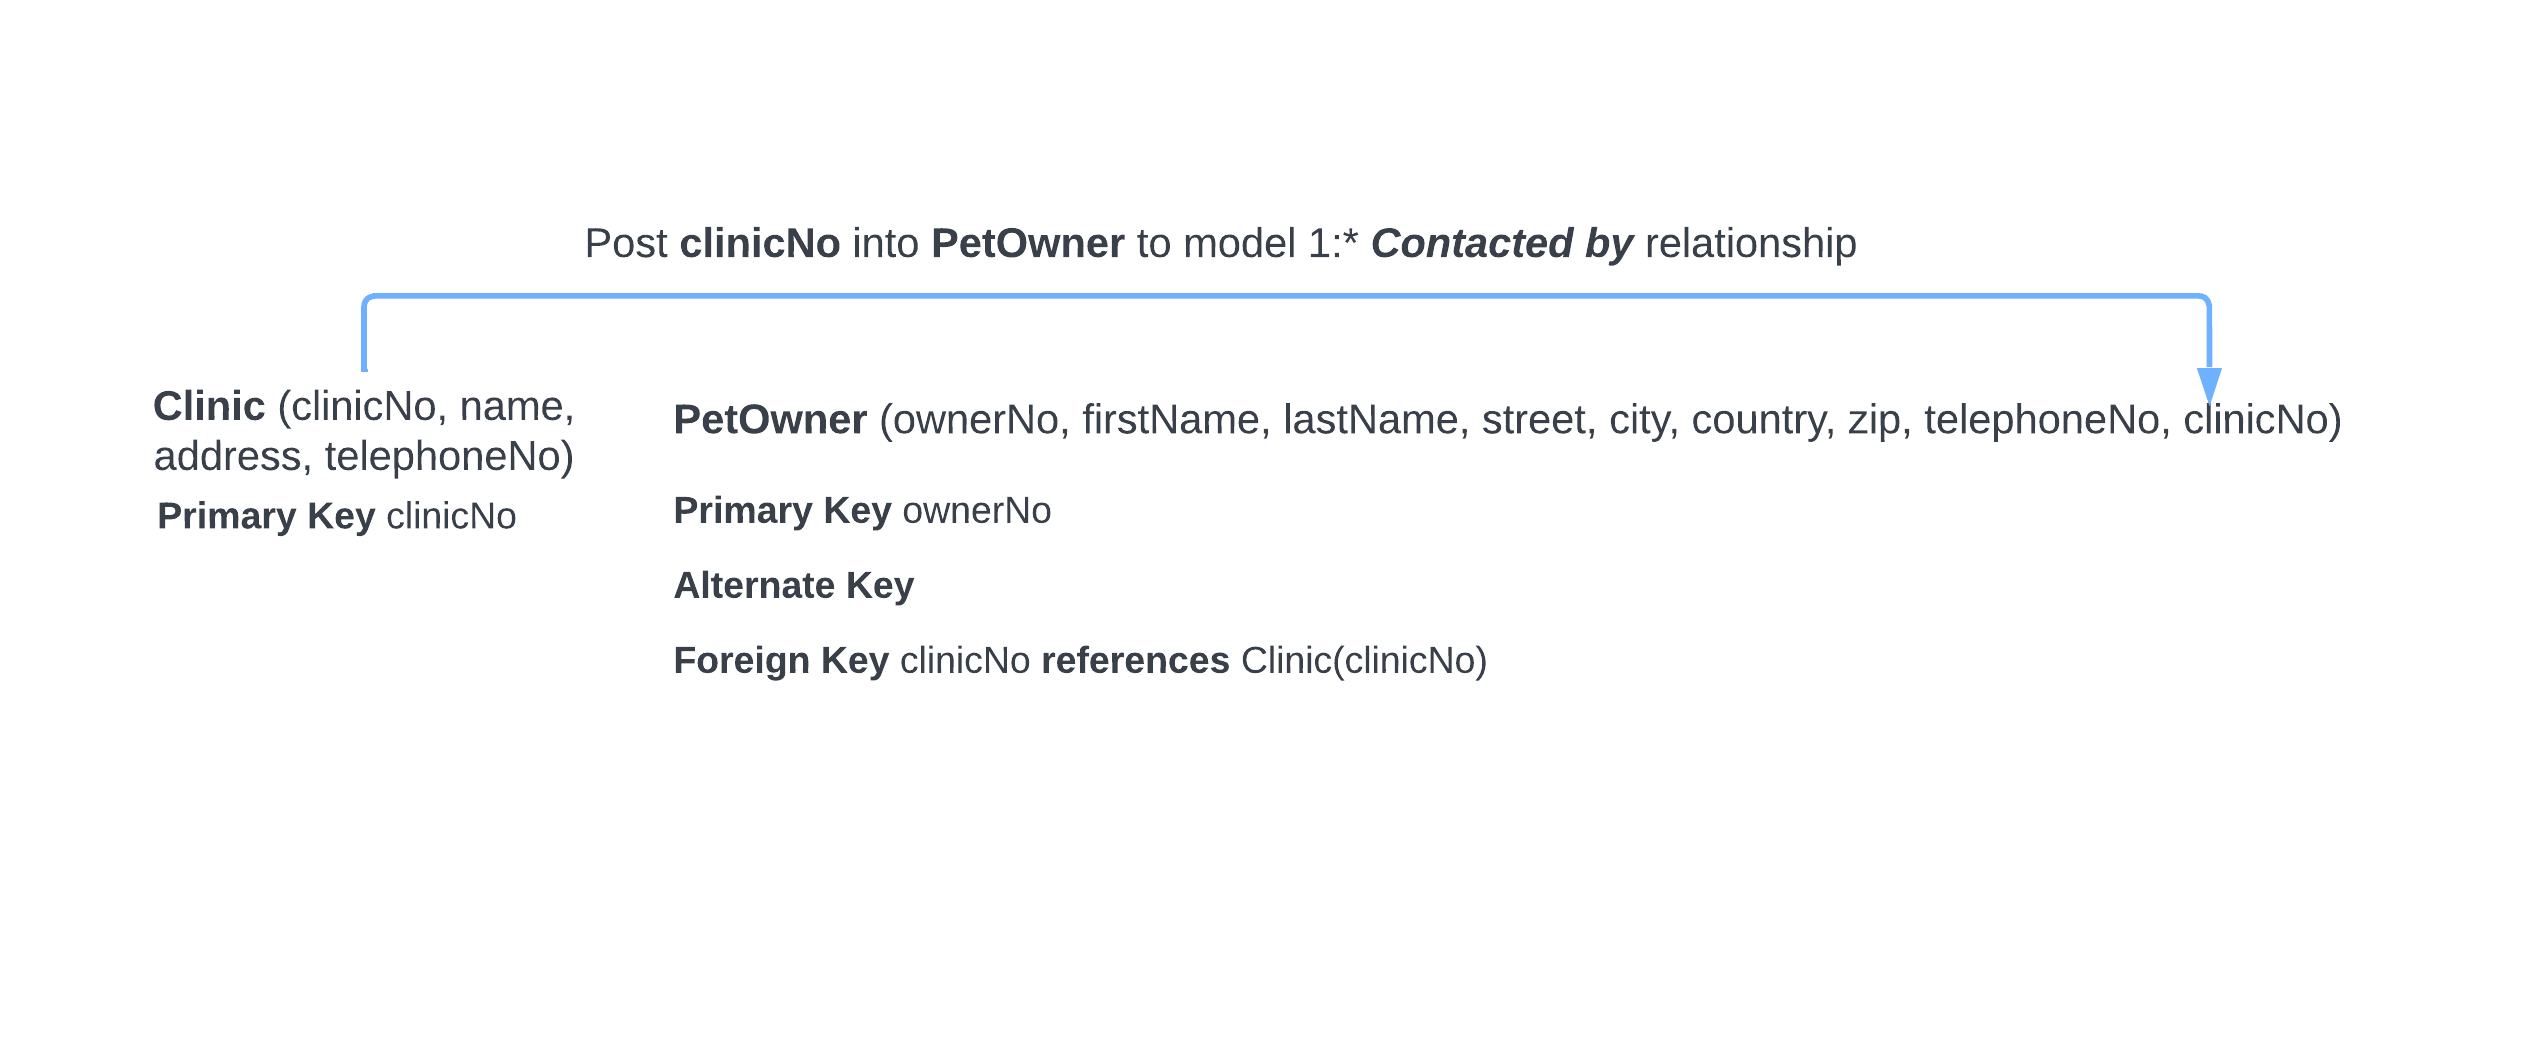 Post clinicNo into PetOwner to model 1:* Contacted by relationship
Clinic (clinicNo, name,
address, telephoneNo)
Primary Key clinicNo
PetOwner (ownerNo, firstName, lastName, street, city, country, zip, telephoneNo, clinicNo)
Primary Key ownerNo
Alternate Key
Foreign Key clinicNo references Clinic(clinicNo)